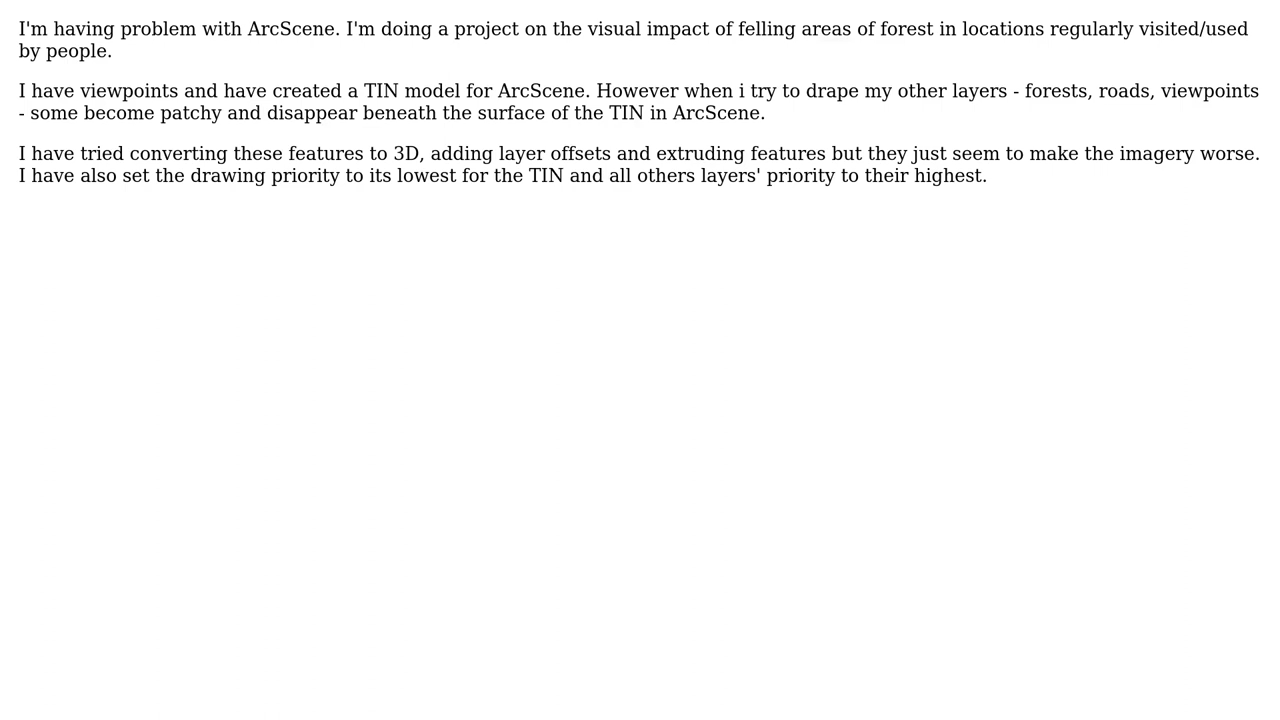 I'm having problem with ArcScene. I'm doing a project on the visual impact of felling areas of forest in locations regularly visited/used
by people.
I have viewpoints and have created a TIN model for ArcScene. However when i try to drape my other layers - forests, roads, viewpoints
- some become patchy and disappear beneath the surface of the TIN in ArcScene.
I have tried converting these features to 3D, adding layer offsets and extruding features but they just seem to make the imagery worse.
I have also set the drawing priority to its lowest for the TIN and all others layers' priority to their highest.